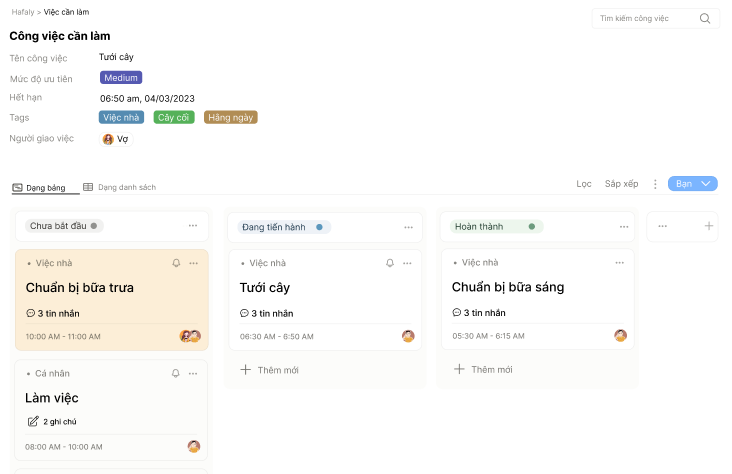 Hafaly > Việc cần làm
Tìm kiếm công việc
Công việc cần làm
Tên công việc Tưới cây
Mức độ ưu tiên Medium
Hết hạn 06:50 am, 04/03/2023
Tags Việc nhà Cây cối Hằng ngày
Người giao việc Vợ
Dạng bảng Dạng danh sách Lọc Sắp xếp Bạn
Chưa bắt đầu
Việc nhà
Chuẩn bị bữa trưa
3 tin nhắn
10:00 AM - 11:00 AM
Cá nhân
Làm việc
2 ghi chú
08:00 AM - 10:00 AM
Đang tiến hành
Việc nhà
Tưới cây
3 tin nhắn
06:30 AM - 6:50 AM
Thêm mới
Hoàn thành
Việc nhà
Chuẩn bị bữa sáng
3 tin nhắn
05:30 AM - 6:15 AM
Thêm mới